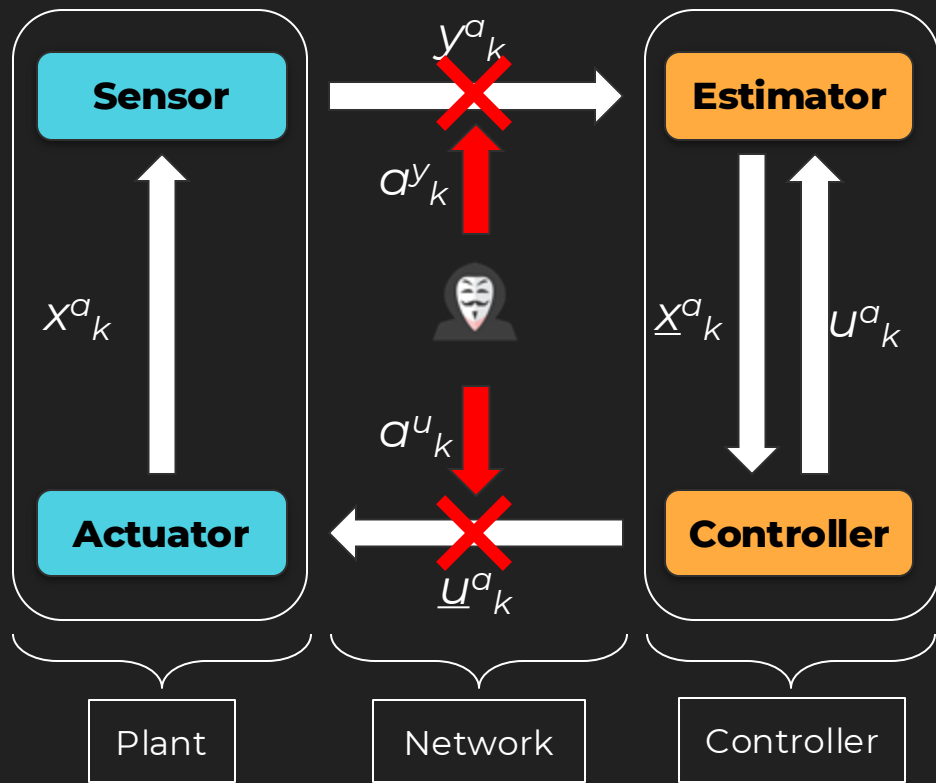 y^a_k
Sensor
Estimator
a^y_k
x^a_k
x̲^a_k
u^a_k
a^u_k
Actuator
Controller
u̲^a_k
Plant
Network
Controller